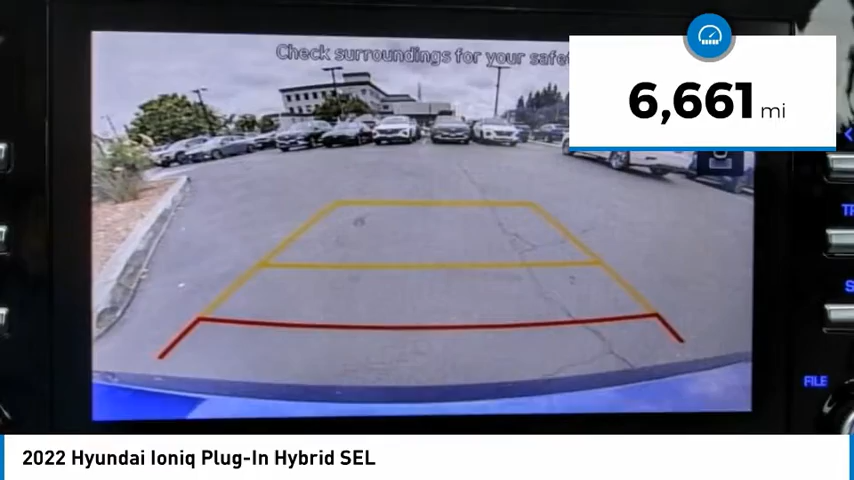 Check surroundings for your safet
6,661 mi
FILE
2022 Hyundai Ioniq Plug-In Hybrid SEL